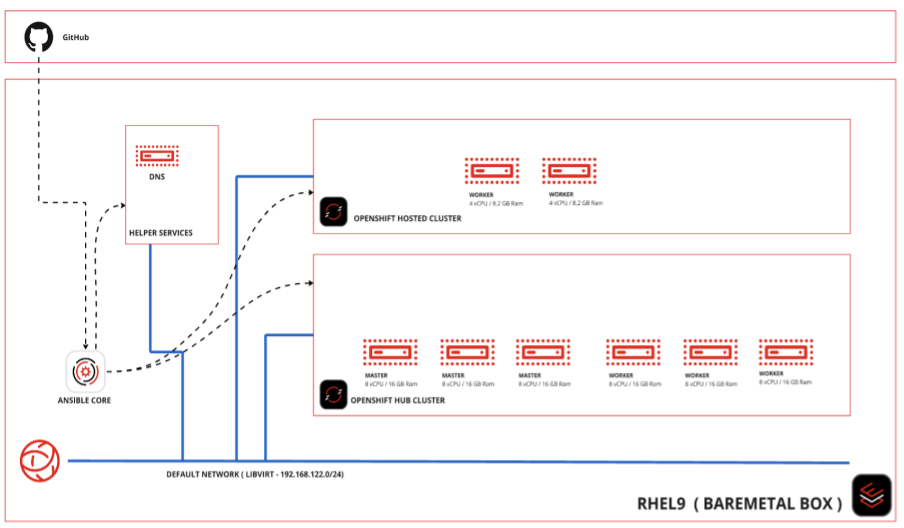 GitHub
DNS
HELPER SERVICES
WORKER
4 vCPU / 8.2 GB Ram
WORKER
4 vCPU / 8.2 GB Ram
OPENSHIFT HOSTED CLUSTER
MASTER
8 vCPU / 16 GB Ram
MASTER
8 vCPU / 16 GB Ram
MASTER
8 vCPU / 16 GB Ram
WORKER
8 vCPU / 16 GB Ram
WORKER
8 vCPU / 16 GB Ram
WORKER
8 vCPU / 16 GB Ram
OPENSHIFT HUB CLUSTER
ANSIBLE CORE
DEFAULT NETWORK ( LIBVIRT - 192.168.122.0/24)
RHEL9 ( BAREMETAL BOX )